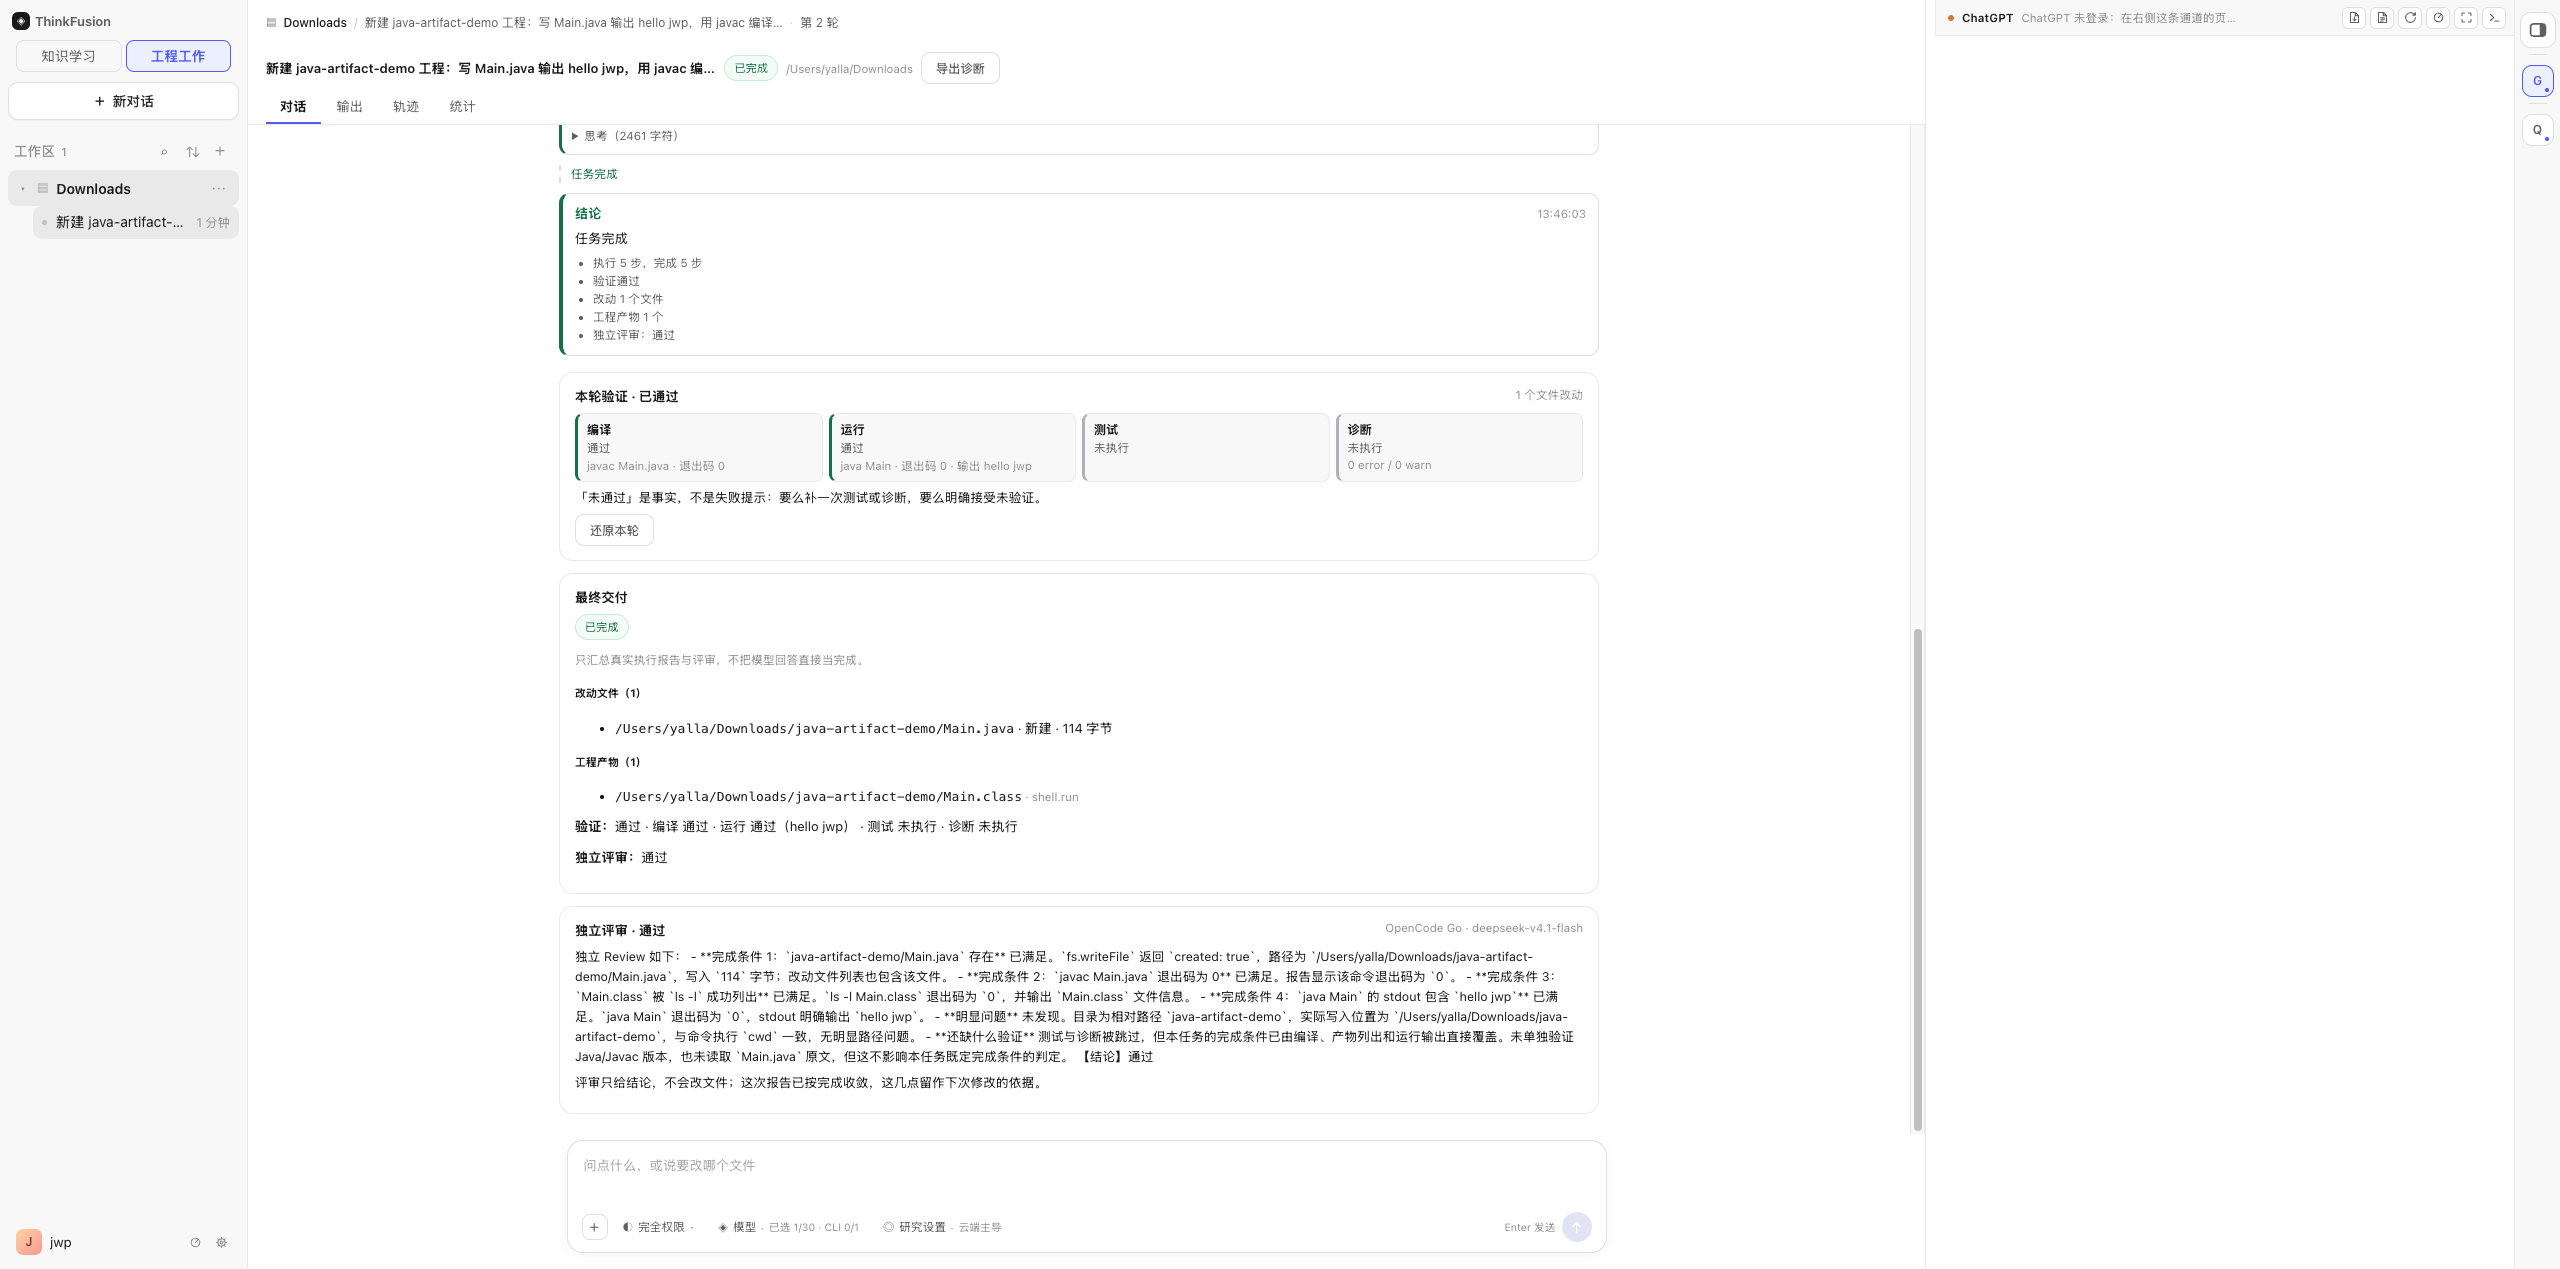 ThinkFusion
知识学习
工程工作
+ 新对话
工作区 1
Downloads
新建 java-artifact-... 1 分钟
J jwp
Downloads / 新建 java-artifact-demo 工程：写 Main.java 输出 hello jwp，用 javac 编译... · 第 2 轮
新建 java-artifact-demo 工程：写 Main.java 输出 hello jwp，用 javac 编... 已完成 /Users/yalla/Downloads 导出诊断
对话 输出 轨迹 统计
▶ 思考（2461 字符）
任务完成
结论 13:46:03
任务完成
• 执行 5 步，完成 5 步
• 验证通过
• 改动 1 个文件
• 工程产物 1 个
• 独立评审：通过
本轮验证 · 已通过 1 个文件改动
编译
通过
javac Main.java · 退出码 0
运行
通过
java Main · 退出码 0 · 输出 hello jwp
测试
未执行
诊断
未执行
0 error / 0 warn
「未通过」是事实，不是失败提示：要么补一次测试或诊断，要么明确接受未验证。
还原本轮
最终交付
已完成
只汇总真实执行报告与评审，不把模型回答直接当完成。
改动文件（1）
• /Users/yalla/Downloads/java-artifact-demo/Main.java · 新建 · 114 字节
工程产物（1）
• /Users/yalla/Downloads/java-artifact-demo/Main.class · shell.run
验证：通过 · 编译 通过 · 运行 通过（hello jwp） · 测试 未执行 · 诊断 未执行
独立评审：通过
独立评审 · 通过 OpenCode Go · deepseek-v4.1-flash
独立 Review 如下： - **完成条件 1：`java-artifact-demo/Main.java` 存在** 已满足。`fs.writeFile` 返回 `created: true`，路径为 `/Users/yalla/Downloads/java-artifact-
demo/Main.java`，写入 `114` 字节；改动文件列表也包含该文件。 - **完成条件 2：`javac Main.java` 退出码为 0** 已满足。报告显示该命令退出码为 `0`。 - **完成条件 3：
`Main.class` 被 `ls -l` 成功列出** 已满足。`ls -l Main.class` 退出码为 `0`，并输出 `Main.class` 文件信息。 - **完成条件 4：`java Main` 的 stdout 包含 `hello jwp`** 已满
足。`java Main` 退出码为 `0`，stdout 明确输出 `hello jwp`。 - **明显问题** 未发现。目录为相对路径 `java-artifact-demo`，实际写入位置为 `/Users/yalla/Downloads/java-
artifact-demo`，与命令执行 `cwd` 一致，无明显路径问题。 - **还缺什么验证** 测试与诊断被跳过，但本任务的完成条件已由编译、产物列出和运行输出直接覆盖。未单独验证
Java/Javac 版本，也未读取 `Main.java` 原文，但这不影响本任务既定完成条件的判定。 【结论】通过
评审只给结论，不会改文件；这次报告已按完成收敛，这几点留作下次修改的依据。
问点什么，或说要改哪个文件
+ 完全权限 · 模型 · 已选 1/30 · CLI 0/1 研究设置 · 云端主导 Enter 发送
ChatGPT ChatGPT 未登录：在右侧这条通道的页...
G
Q